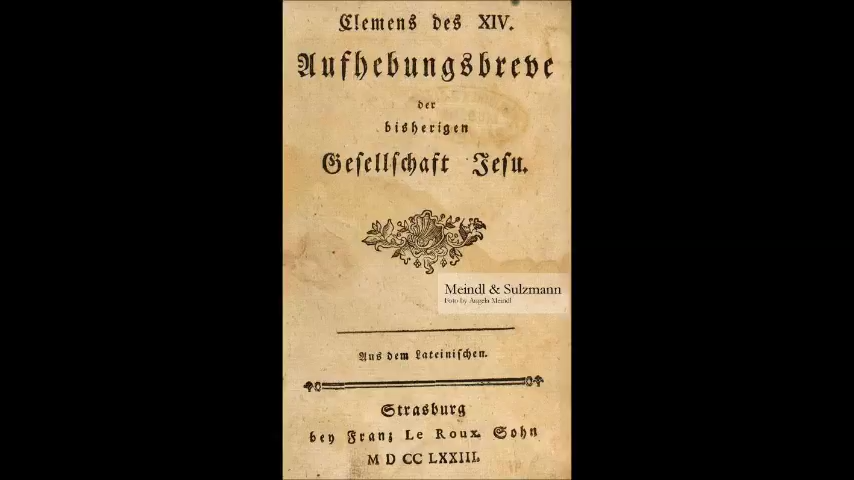 Clemens des XIV.
Aufhebungsbreve
der
bisherigen
Gesellschaft Jesu.
Meindl & Sulzmann
Foto by Angela Meindl
Aus dem Lateinischen.
Strasburg
bey Franz Le Roux. Sohn
M D CC LXXIII.